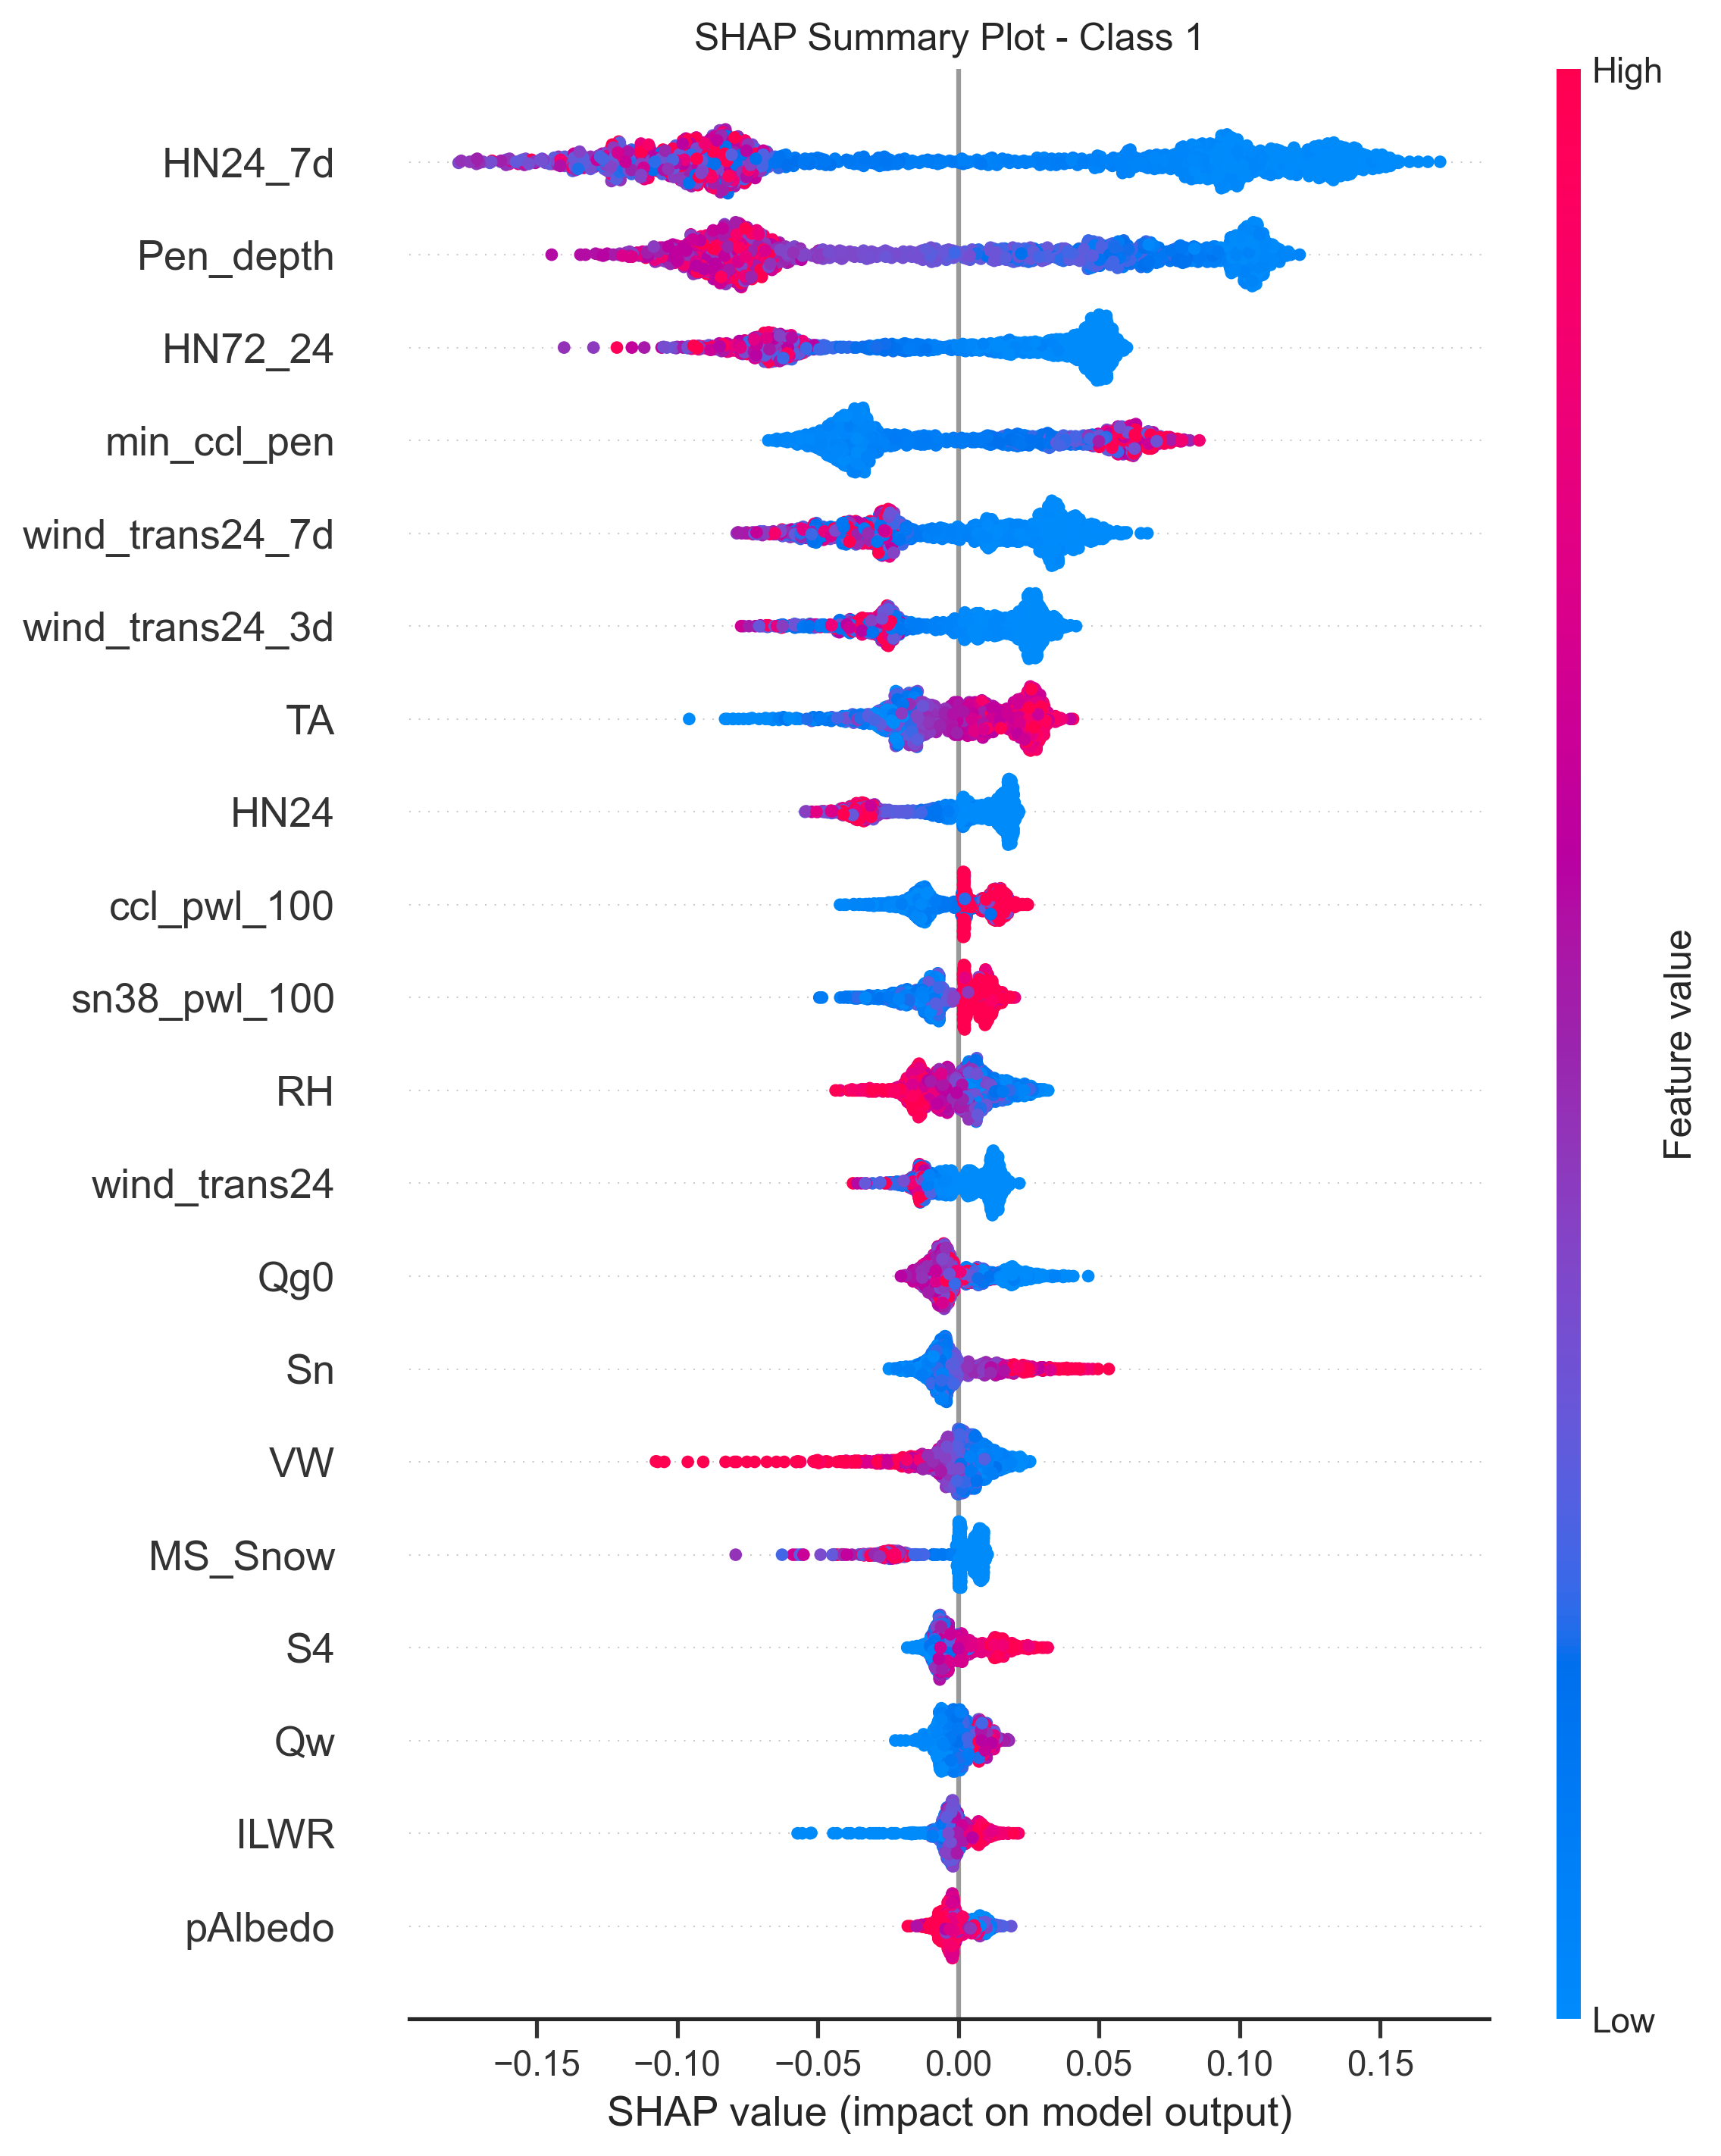 SHAP Summary Plot - Class 1
High
HN24_7d
Pen_depth
HN72_24
min_ccl_pen
wind_trans24_7d
wind_trans24_3d
TA
HN24
ccl_pwl_100
sn38_pwl_100
RH
wind_trans24
Qg0
Sn
VW
MS_Snow
S4
Qw
ILWR
pAlbedo
Feature value
Low
−0.15 −0.10 −0.05 0.00 0.05 0.10 0.15
SHAP value (impact on model output)